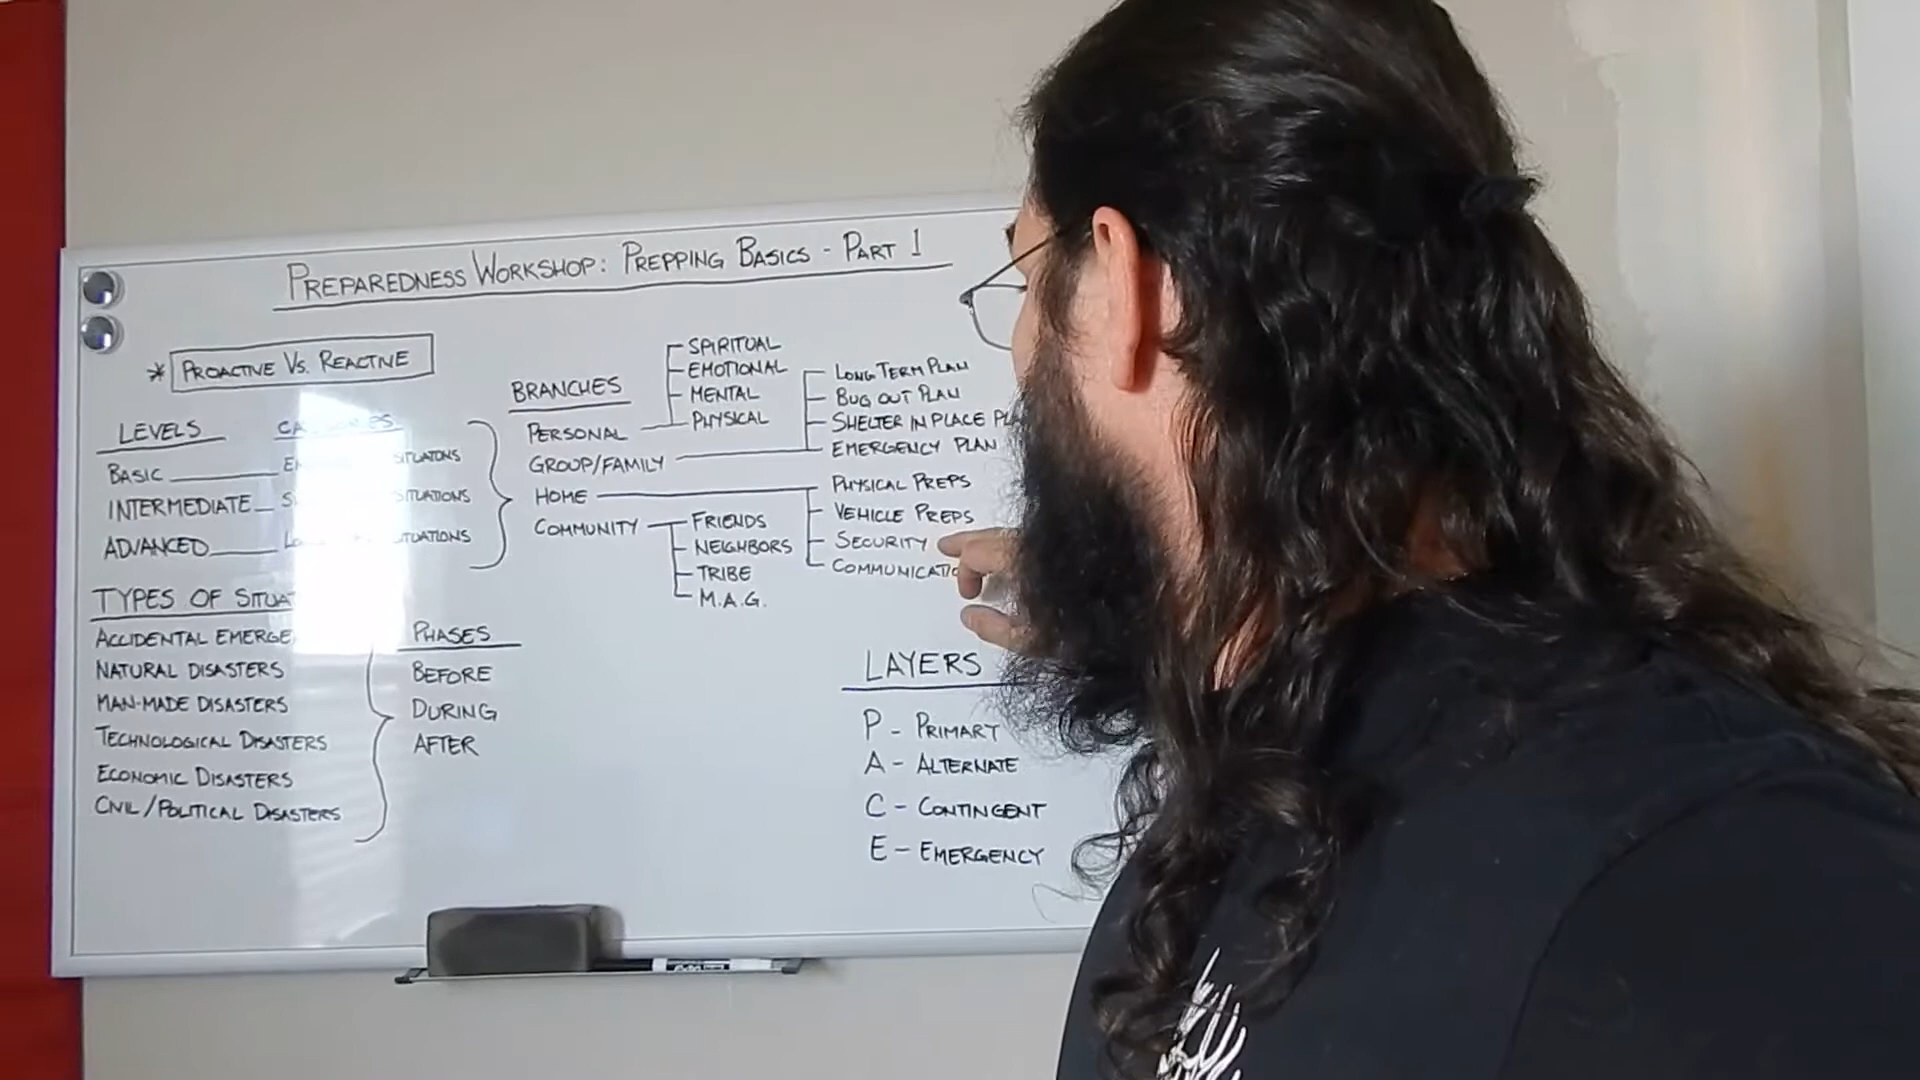 PREPAREDNESS WORKSHOP: PREPPING BASICS - PART 1
* PROACTIVE VS. REACTIVE
LEVELS
BASIC
INTERMEDIATE
ADVANCED
SITUATONS
SITUATIONS
SITUATIONS
BRANCHES
PERSONAL
SPIRITUAL
EMOTIONAL
MENTAL
PHYSICAL
GROUP/FAMILY
LONG TERM PLAN
BUG OUT PLAN
SHELTER IN PLACE
EMERGENCY PLAN
HOME
PHYSICAL PREPS
VEHICLE PREPS
SECURITY
COMMUNITY
FRIENDS
NEIGHBORS
TRIBE
M.A.G.
TYPES OF
ACCIDENTAL
NATURAL DISASTERS
MAN-MADE DISASTERS
TECHNOLOGICAL DISASTERS
ECONOMIC DISASTERS
CIVIL/POLITICAL DISASTERS
PHASES
BEFORE
DURING
AFTER
LAYERS
P - PRIMARY
A - ALTERNATE
C - CONTINGENT
E - EMERGENCY